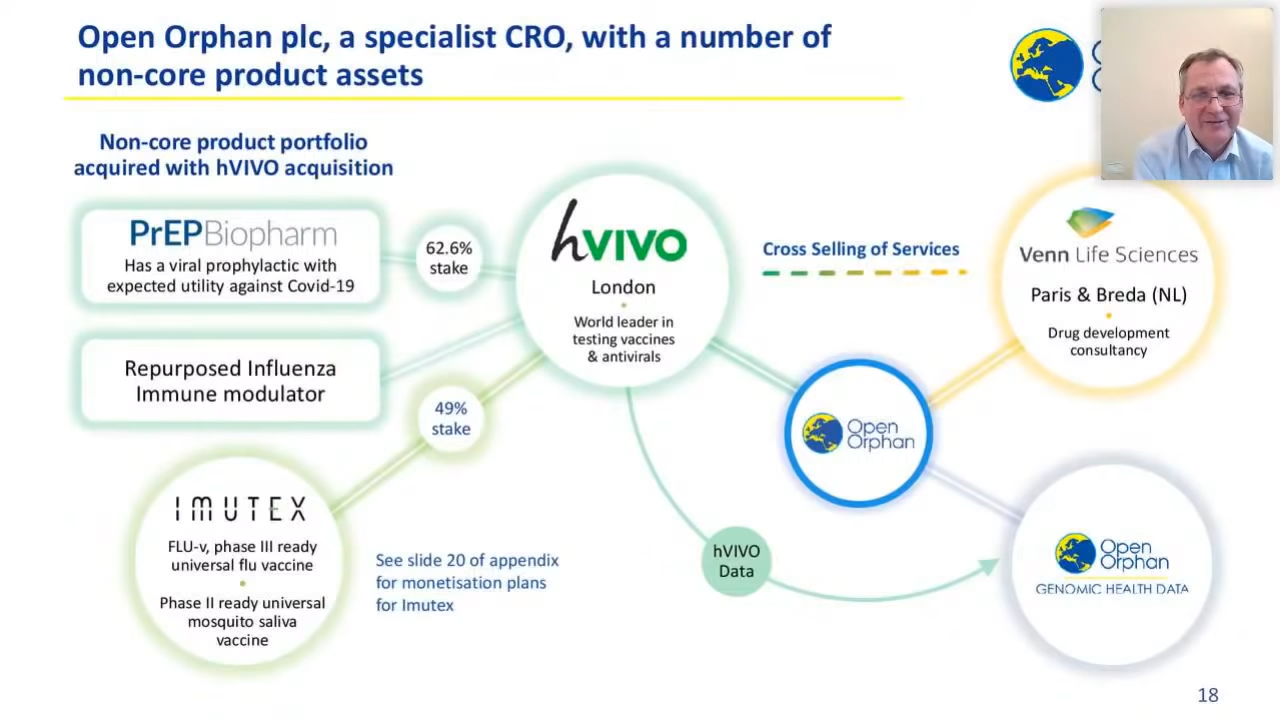 Open Orphan plc, a specialist CRO, with a number of
non-core product assets
Non-core product portfolio
acquired with hVIVO acquisition
PrEPBiopharm
Has a viral prophylactic with
expected utility against Covid-19
62.6%
stake
Repurposed Influenza
Immune modulator
49%
stake
IMUTEX
FLU-v, phase III ready
universal flu vaccine
Phase II ready universal
mosquito saliva
vaccine
See slide 20 of appendix
for monetisation plans
for Imutex
hVIVO
London
World leader in
testing vaccines
& antivirals
Cross Selling of Services
Venn Life Sciences
Paris & Breda (NL)
Drug development
consultancy
Open
Orphan
hVIVO
Data
Open
Orphan
GENOMIC HEALTH DATA
18